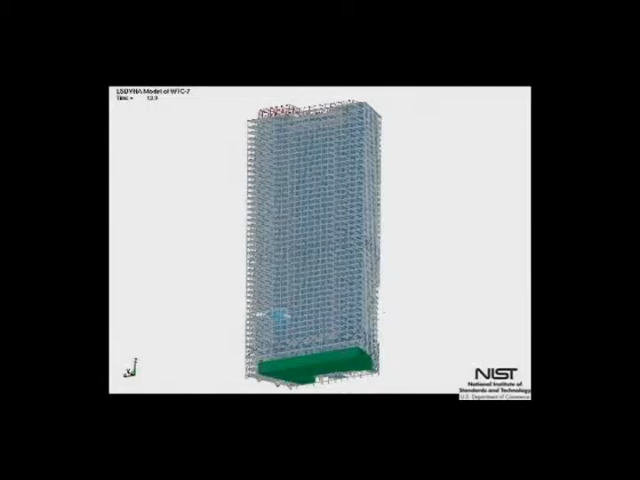 LSDYNA Model of WTC-7
Time =
NIST
National Institute of
Standards and Technology
U.S. Department of Commerce